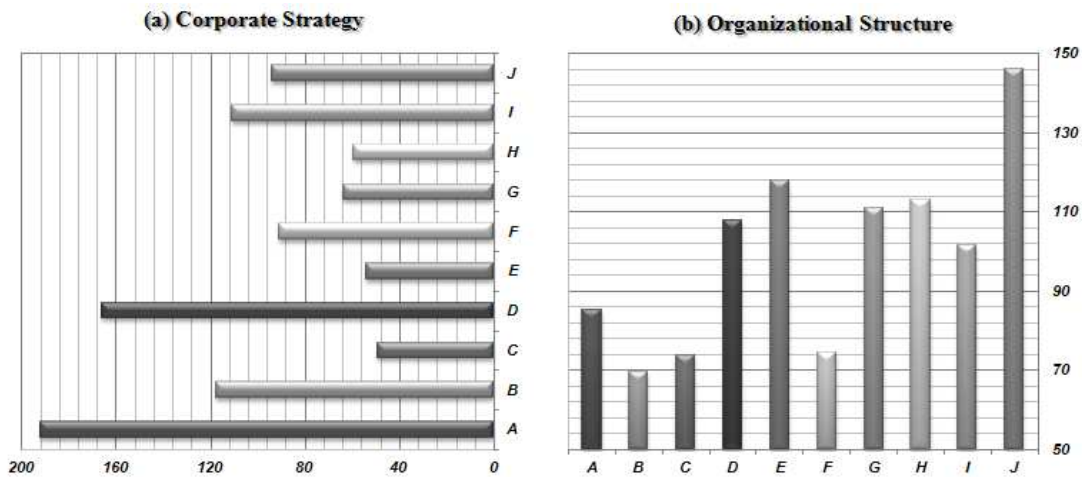 (a) Corporate Strategy
J
I
H
G
F
E
D
C
B
A
200 160 120 80 40 0
(b) Organizational Structure
150
130
110
90
70
50
A B C D E F G H I J